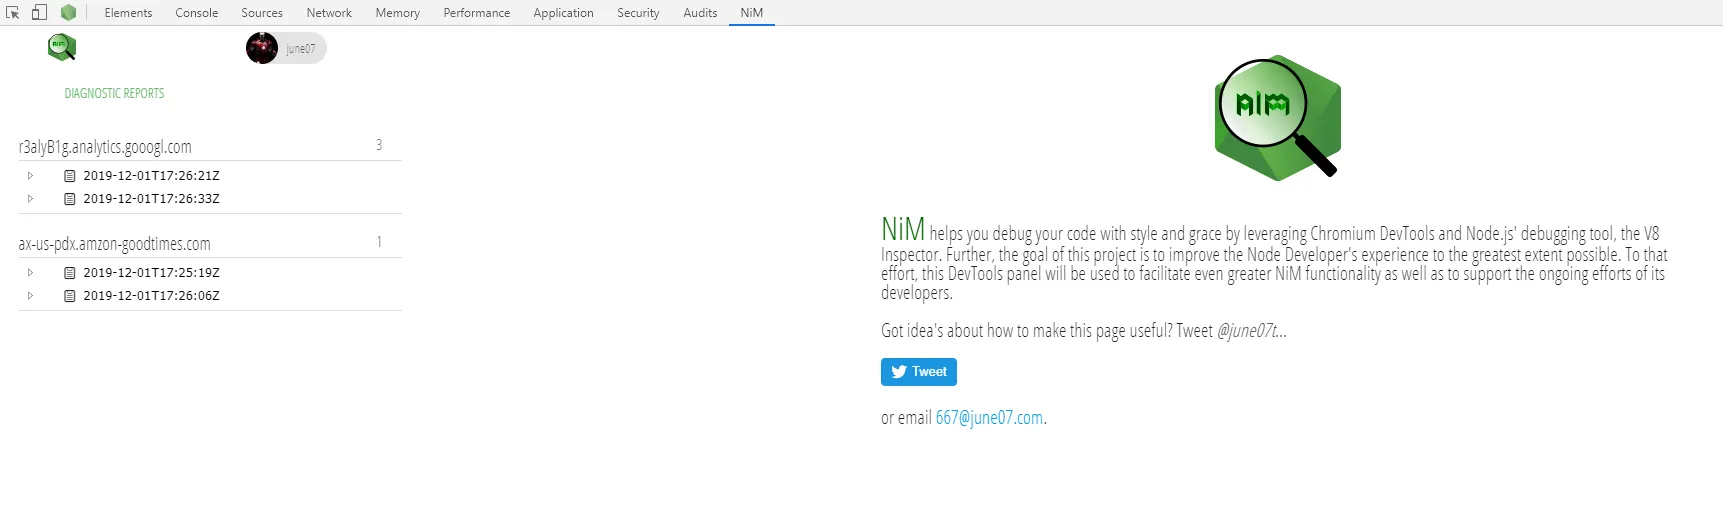 Elements Console Sources Network Memory Performance Application Security Audits NiM
NiM
june07
DIAGNOSTIC REPORTS
r3alyB1g.analytics.gooogl.com 3
2019-12-01T17:26:21Z
2019-12-01T17:26:33Z
ax-us-pdx.amzon-goodtimes.com 1
2019-12-01T17:25:19Z
2019-12-01T17:26:06Z
NiM
NiM helps you debug your code with style and grace by leveraging Chromium DevTools and Node.js' debugging tool, the V8
Inspector. Further, the goal of this project is to improve the Node Developer's experience to the greatest extent possible. To that
effort, this DevTools panel will be used to facilitate even greater NiM functionality as well as to support the ongoing efforts of its
developers.
Got idea's about how to make this page useful? Tweet @june07t...
Tweet
or email 667@june07.com.